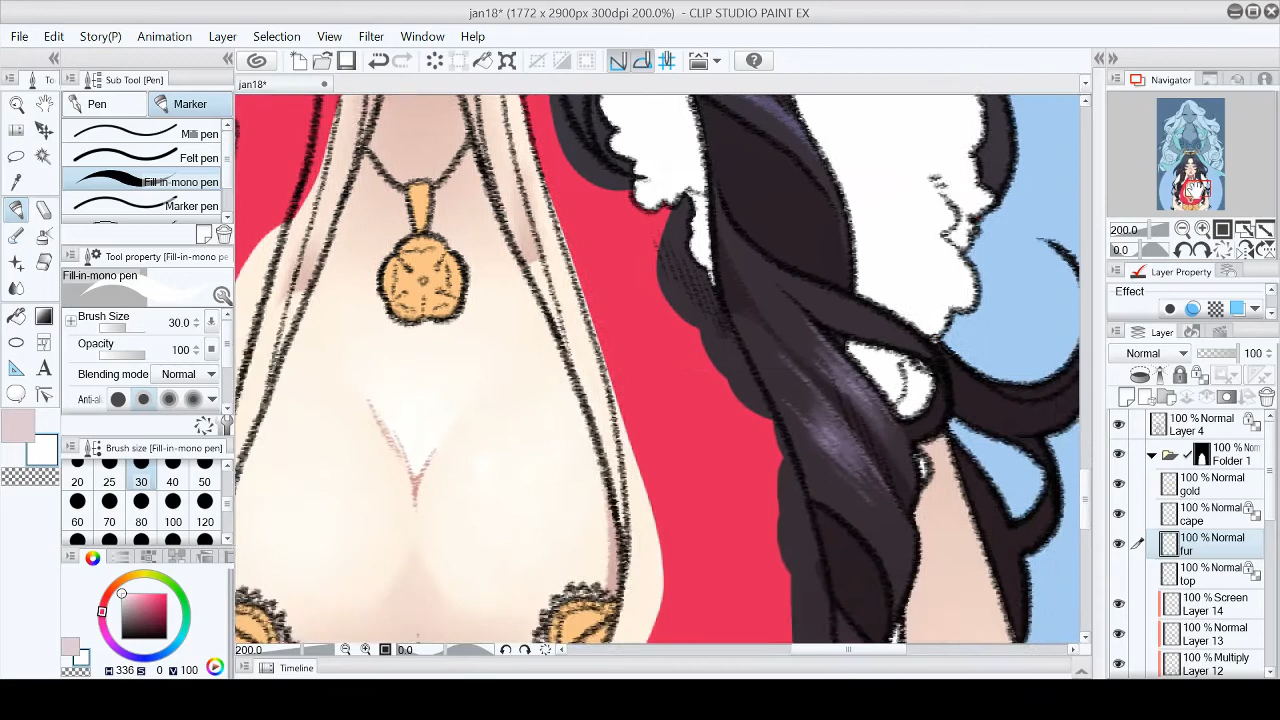 jan18* (1772 x 2900px 300dpi 200.0%) - CLIP STUDIO PAINT EX
File Edit Story(P) Animation Layer Selection View Filter Window Help
To
Sub Tool [Pen]
jan18*
Navigator
Pen
Marker
Milli pen
Felt pen
Fill-in-mono pen
Marker pen
200.0
0.0
Tool property [Fill-in-mono pe
Fill-in-mono pen
Layer Property
Effect
Brush Size 30.0
Opacity 100
Blending mode Normal
Anti-al
Layer
Normal 100
Brush size [Fill-in-mono pen]
20 25 30 40 50
60 70 80 100 120
100 % Normal
Layer 4
100 % Norm
Folder 1
100 % Normal
gold
100 % Normal
cape
100 % Normal
fur
100 % Normal
top
100 % Screen
Layer 14
100 % Normal
Layer 13
100 % Multiply
Layer 12
200.0 0.0
H 336 S 0 V 100
Timeline